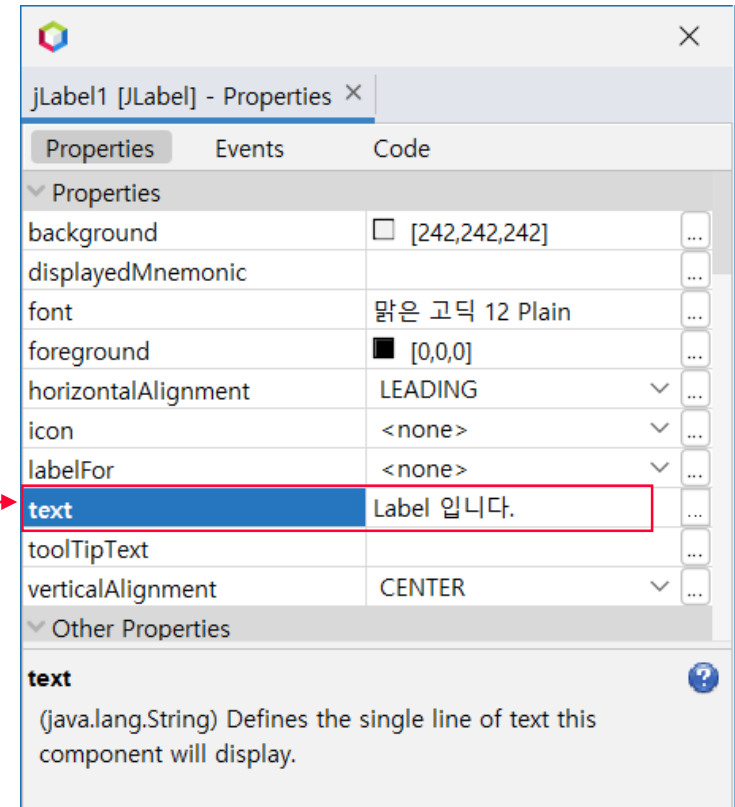 jLabel1 [JLabel] - Properties
Properties Events Code
Properties
background [242,242,242] ...
displayedMnemonic ...
font 맑은 고딕 12 Plain ...
foreground [0,0,0] ...
horizontalAlignment LEADING ...
icon <none> ...
labelFor <none> ...
text Label 입니다. ...
toolTipText ...
verticalAlignment CENTER ...
Other Properties
text
(java.lang.String) Defines the single line of text this
component will display.